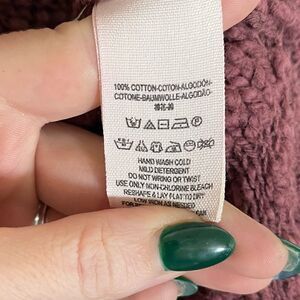 100% COTTON-COTON-ALGODÓN-
COTONE-BAUMWOLLE-ALGODÃO-
HAND WASH COLD
MILD DETERGENT
DO NOT WRING OR TWIST
USE ONLY NON-CHLORINE BLEACH
RESHAPE & LAY FLAT TO DRY
LOW IRON AS NEEDED